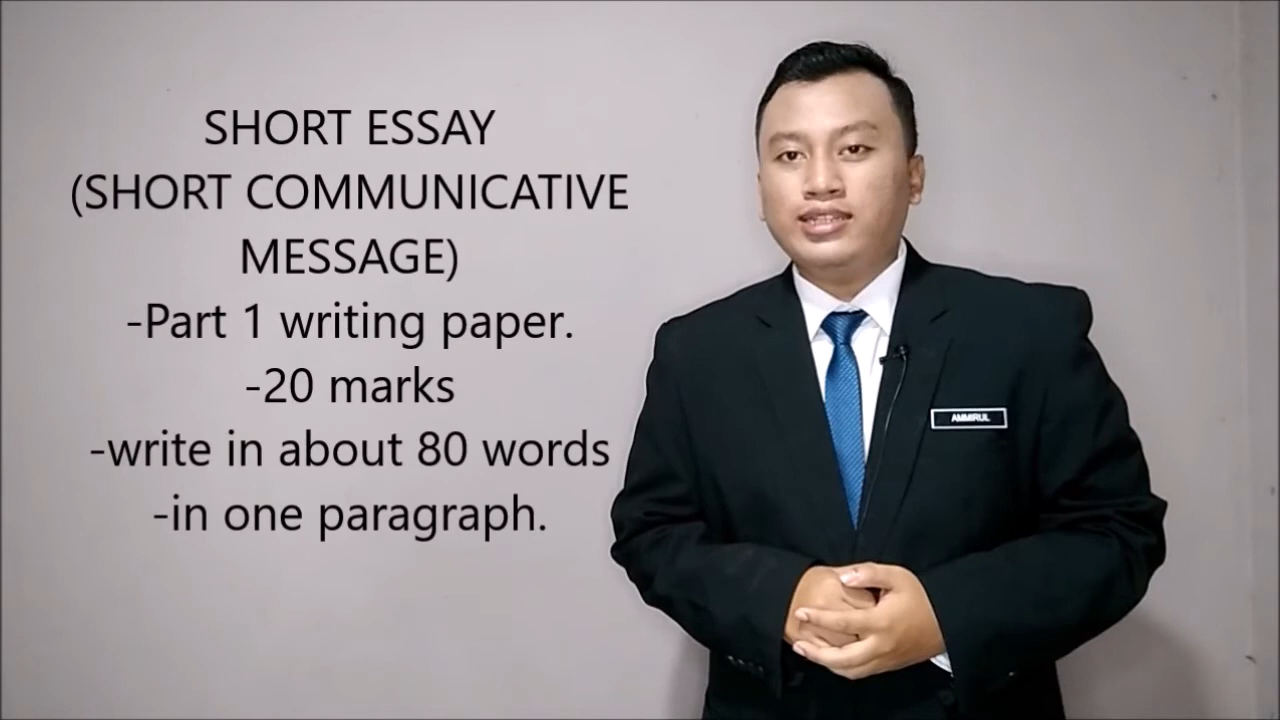 SHORT ESSAY
(SHORT COMMUNICATIVE
MESSAGE)
-Part 1 writing paper.
-20 marks
-write in about 80 words
-in one paragraph.
AMMIRUL